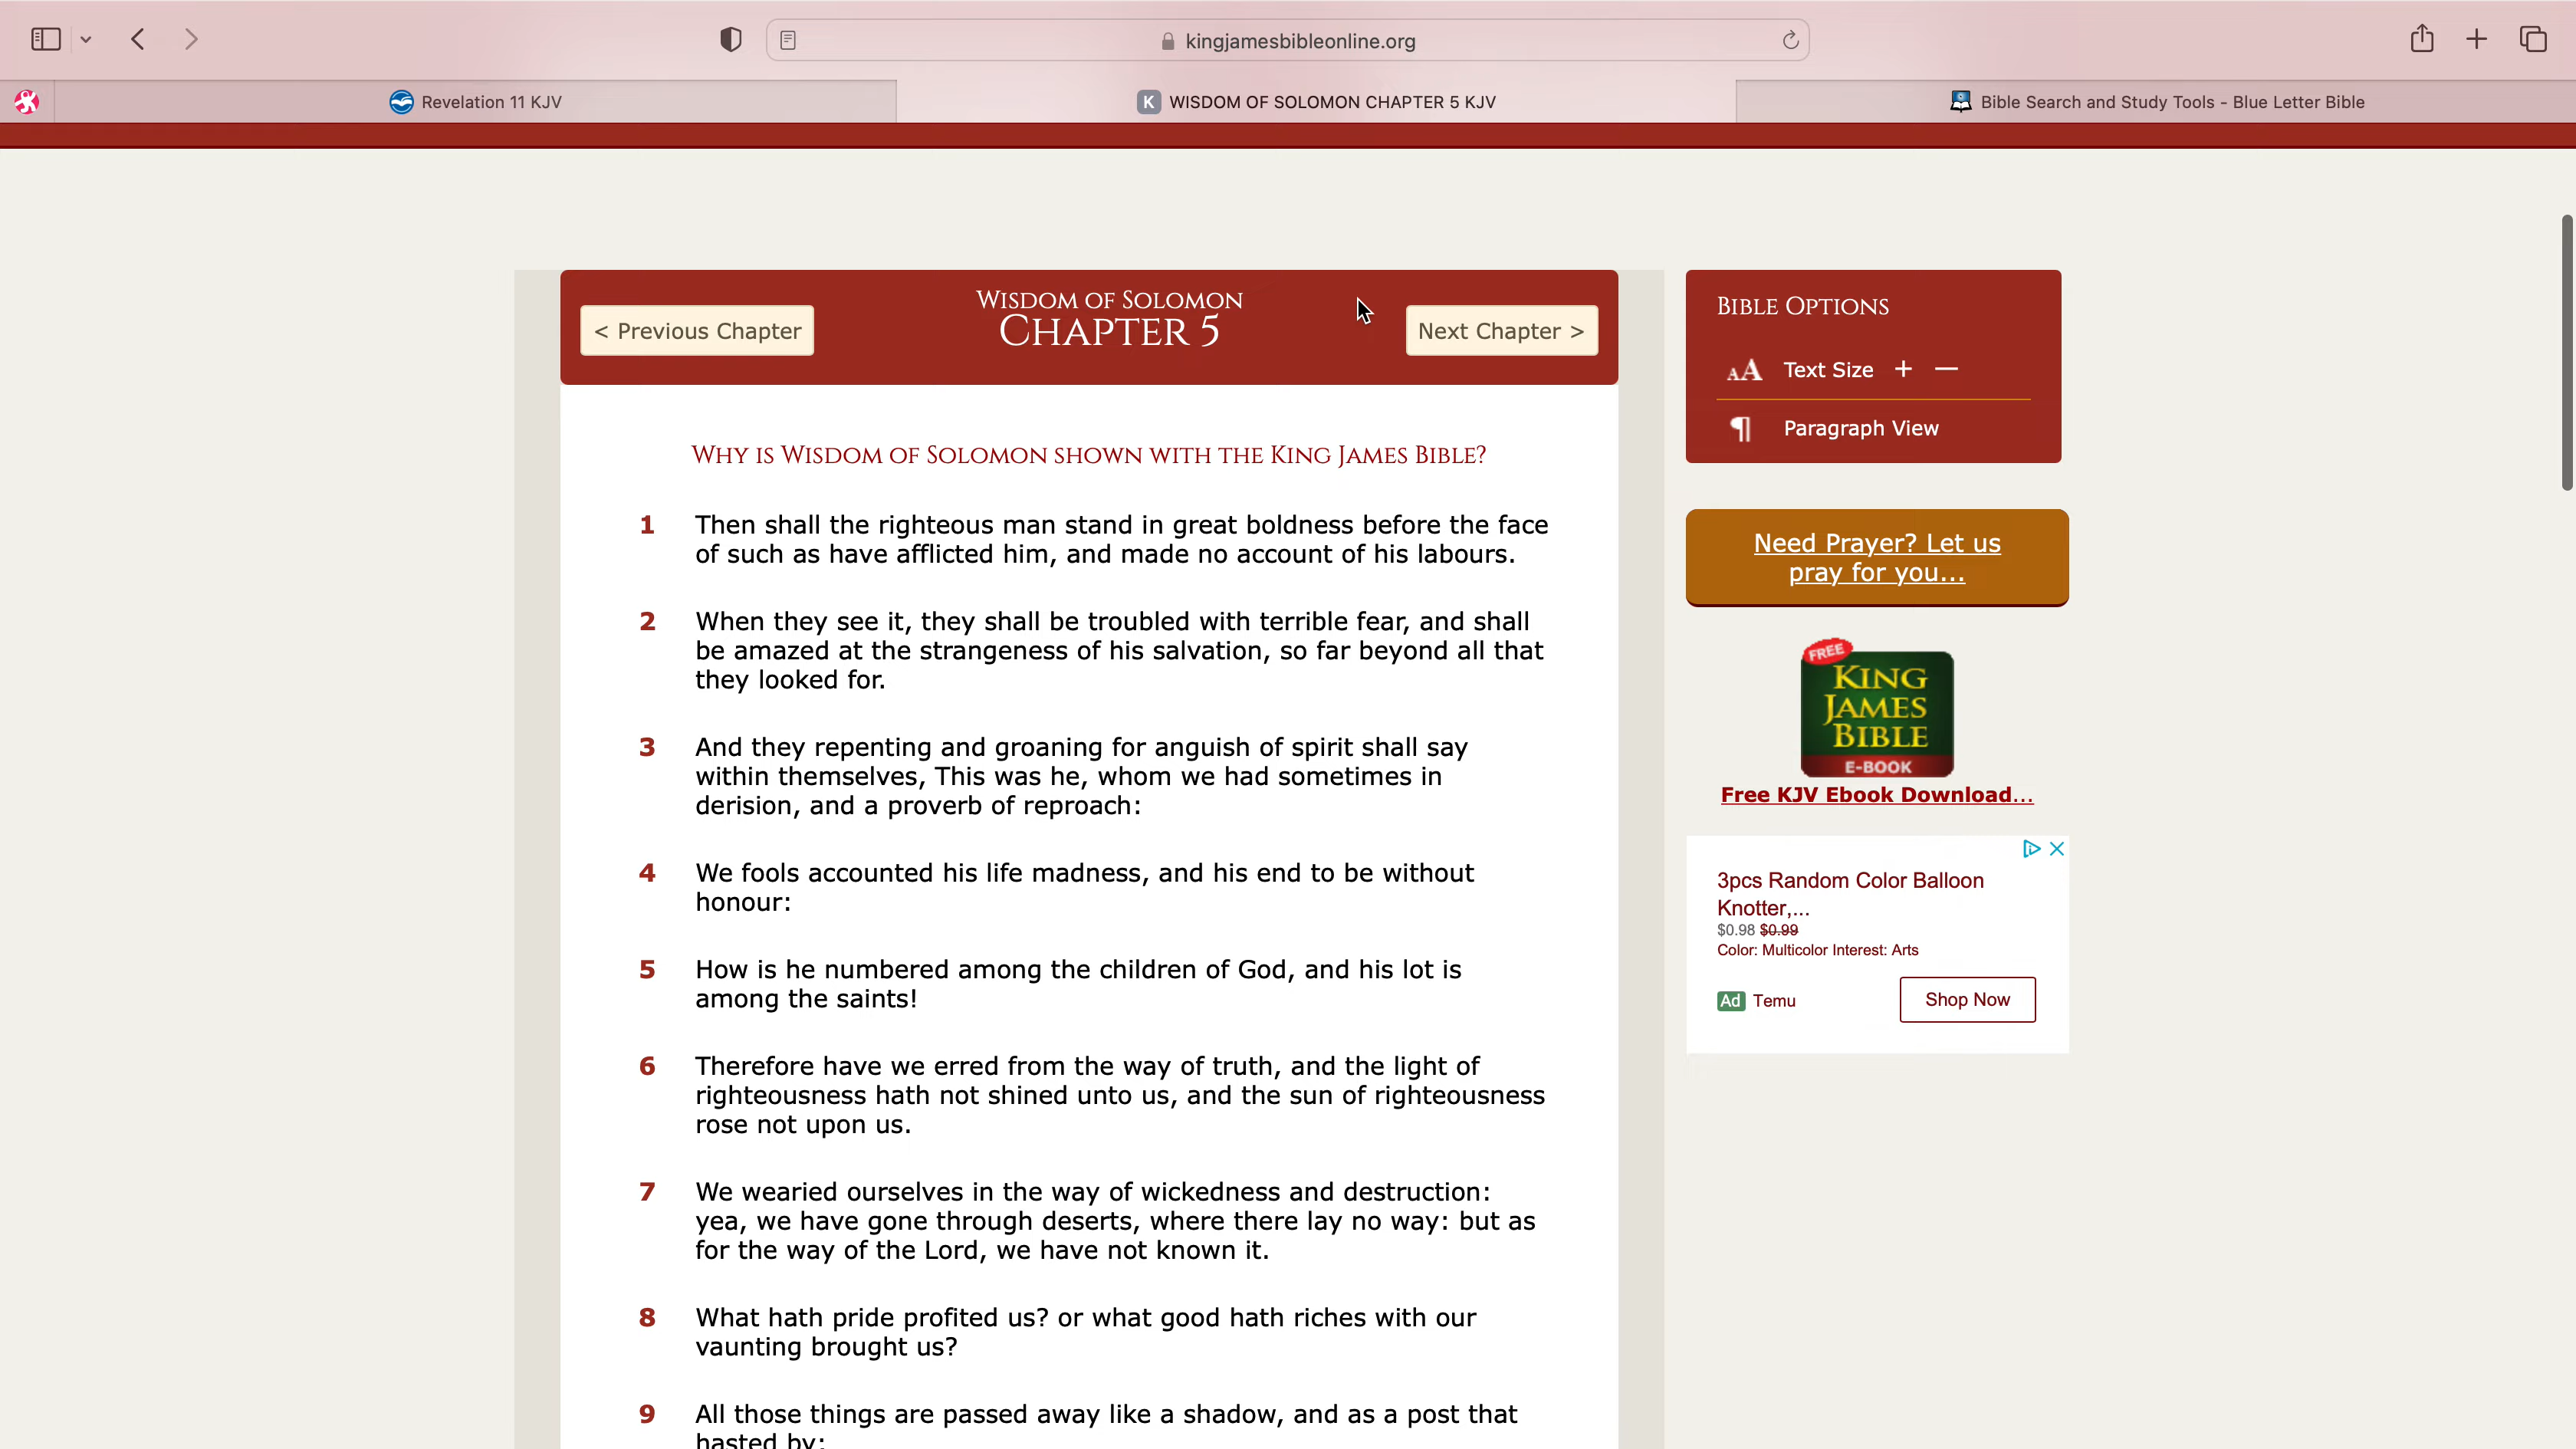 kingjamesbibleonline.org
Revelation 11 KJV
K WISDOM OF SOLOMON CHAPTER 5 KJV
Bible Search and Study Tools - Blue Letter Bible
< Previous Chapter
Wisdom of Solomon
Chapter 5
Next Chapter >
Why is Wisdom of Solomon shown with the King James Bible?
1 Then shall the righteous man stand in great boldness before the face
of such as have afflicted him, and made no account of his labours.
2 When they see it, they shall be troubled with terrible fear, and shall
be amazed at the strangeness of his salvation, so far beyond all that
they looked for.
3 And they repenting and groaning for anguish of spirit shall say
within themselves, This was he, whom we had sometimes in
derision, and a proverb of reproach:
4 We fools accounted his life madness, and his end to be without
honour:
5 How is he numbered among the children of God, and his lot is
among the saints!
6 Therefore have we erred from the way of truth, and the light of
righteousness hath not shined unto us, and the sun of righteousness
rose not upon us.
7 We wearied ourselves in the way of wickedness and destruction:
yea, we have gone through deserts, where there lay no way: but as
for the way of the Lord, we have not known it.
8 What hath pride profited us? or what good hath riches with our
vaunting brought us?
9 All those things are passed away like a shadow, and as a post that
hasted by:
Bible Options
AA Text Size + —
¶ Paragraph View
Need Prayer? Let us
pray for you...
FREE
KING
JAMES
BIBLE
E-BOOK
Free KJV Ebook Download...
3pcs Random Color Balloon
Knotter,...
$0.98 $0.99
Color: Multicolor Interest: Arts
Ad Temu
Shop Now